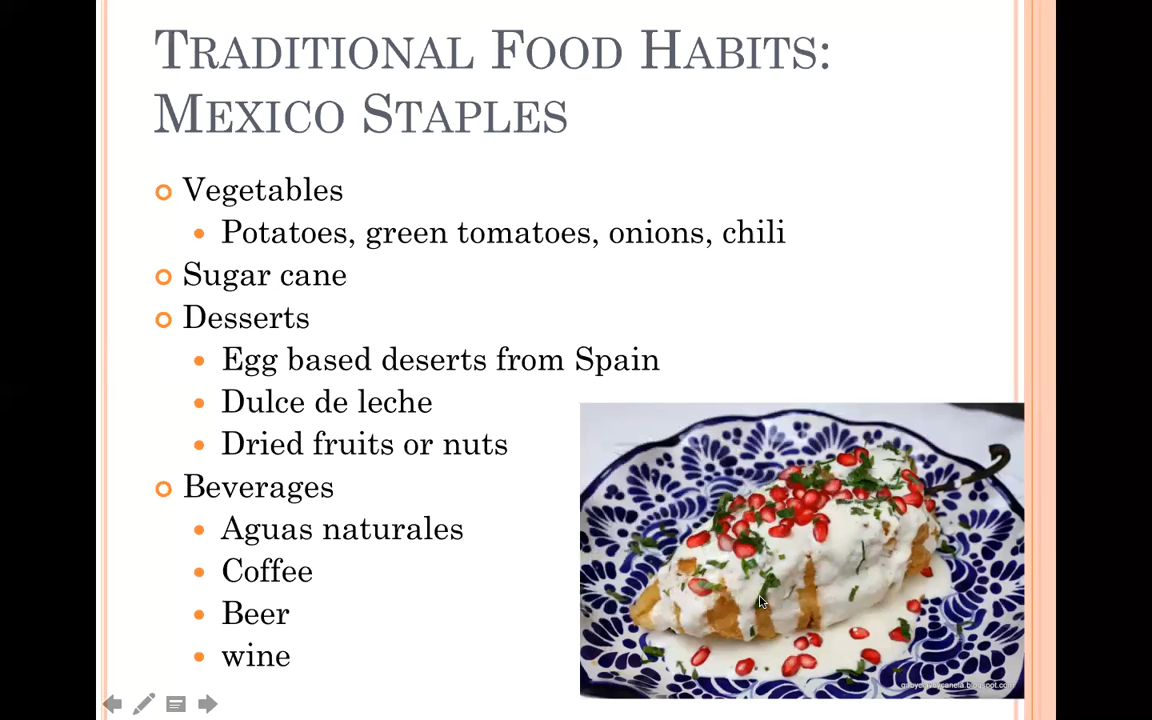 Traditional Food Habits:
Mexico Staples
Vegetables
Potatoes, green tomatoes, onions, chili
Sugar cane
Desserts
Egg based deserts from Spain
Dulce de leche
Dried fruits or nuts
Beverages
Aguas naturales
Coffee
Beer
wine